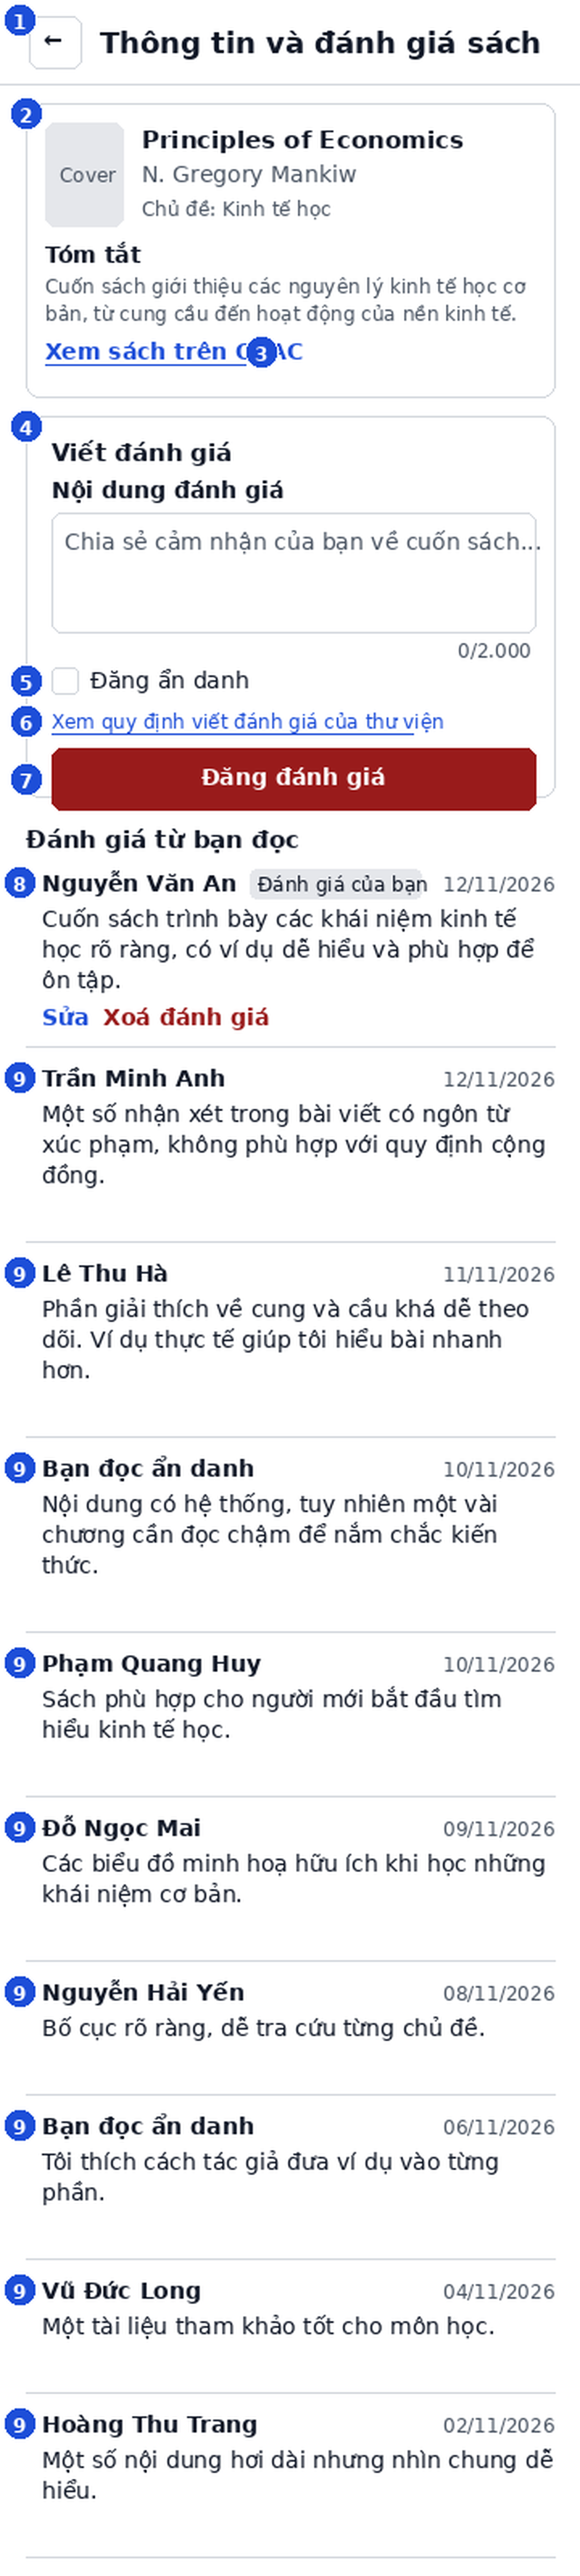 1
← Thông tin và đánh giá sách
2
Cover
Principles of Economics
N. Gregory Mankiw
Chủ đề: Kinh tế học
Tóm tắt
Cuốn sách giới thiệu các nguyên lý kinh tế học cơ
bản, từ cung cầu đến hoạt động của nền kinh tế.
Xem sách trên
3
4
Viết đánh giá
Nội dung đánh giá
Chia sẻ cảm nhận của bạn về cuốn sách...
0/2.000
5 Đăng ẩn danh
6 Xem quy định viết đánh giá của thư viện
7 Đăng đánh giá
Đánh giá từ bạn đọc
8 Nguyễn Văn An Đánh giá của bạn 12/11/2026
Cuốn sách trình bày các khái niệm kinh tế
học rõ ràng, có ví dụ dễ hiểu và phù hợp để
ôn tập.
Sửa Xoá đánh giá
9 Trần Minh Anh 12/11/2026
Một số nhận xét trong bài viết có ngôn từ
xúc phạm, không phù hợp với quy định cộng
đồng.
9 Lê Thu Hà 11/11/2026
Phần giải thích về cung và cầu khá dễ theo
dõi. Ví dụ thực tế giúp tôi hiểu bài nhanh
hơn.
9 Bạn đọc ẩn danh 10/11/2026
Nội dung có hệ thống, tuy nhiên một vài
chương cần đọc chậm để nắm chắc kiến
thức.
9 Phạm Quang Huy 10/11/2026
Sách phù hợp cho người mới bắt đầu tìm
hiểu kinh tế học.
9 Đỗ Ngọc Mai 09/11/2026
Các biểu đồ minh hoạ hữu ích khi học những
khái niệm cơ bản.
9 Nguyễn Hải Yến 08/11/2026
Bố cục rõ ràng, dễ tra cứu từng chủ đề.
9 Bạn đọc ẩn danh 06/11/2026
Tôi thích cách tác giả đưa ví dụ vào từng
phần.
9 Vũ Đức Long 04/11/2026
Một tài liệu tham khảo tốt cho môn học.
9 Hoàng Thu Trang 02/11/2026
Một số nội dung hơi dài nhưng nhìn chung dễ
hiểu.